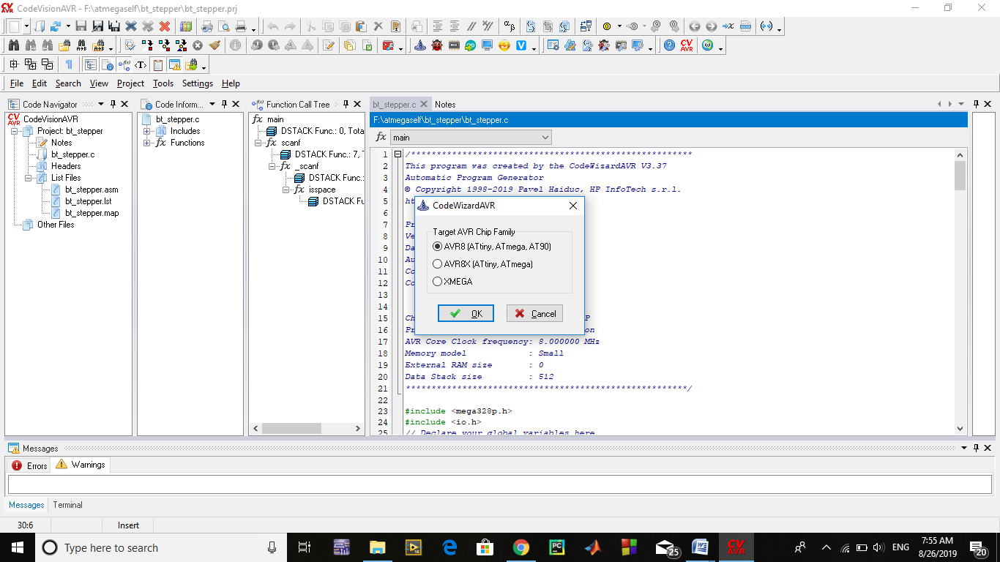 CodeVisionAVR - F:\atmegaself\bt_stepper\bt_stepper.prj
File Edit Search View Project Tools Settings Help
Code Navigator
CodeVisionAVR
Project: bt_stepper
Notes
bt_stepper.c
Headers
List Files
bt_stepper.asm
bt_stepper.lst
bt_stepper.map
Other Files
Code Inform...
bt_stepper.c
Includes
Functions
Function Call Tree
main
DSTACK Func.: 0, Tota
scanf
DSTACK Func.: 7, T
_scanf
DSTACK Func.:
isspace
DSTACK Fu
bt_stepper.c Notes
F:\atmegaself\bt_stepper\bt_stepper.c
main
1 /*******************************************************
2 This program was created by the CodeWizardAVR V3.37
3 Automatic Program Generator
4 © Copyright 1998-2019 Pavel Haiduc, HP InfoTech s.r.l.
5 ht
6
7 Pr
8 Ve
9 Da
10 Au
11 Co
12 Co
13
14
15 Ch P
16 Pr on
17 AVR Core Clock frequency: 8.000000 MHz
18 Memory model : Small
19 External RAM size : 0
20 Data Stack size : 512
21 *******************************************************/
22
23 #include <mega328p.h>
24 #include <io.h>
25 // Declare your global variables here
CodeWizardAVR
Target AVR Chip Family
AVR8 (ATtiny, ATmega, AT90)
AVR8X (ATtiny, ATmega)
XMEGA
OK Cancel
Messages
Errors Warnings
Messages Terminal
30:6 Insert
Type here to search
25
ENG
7:55 AM
8/26/2019
20